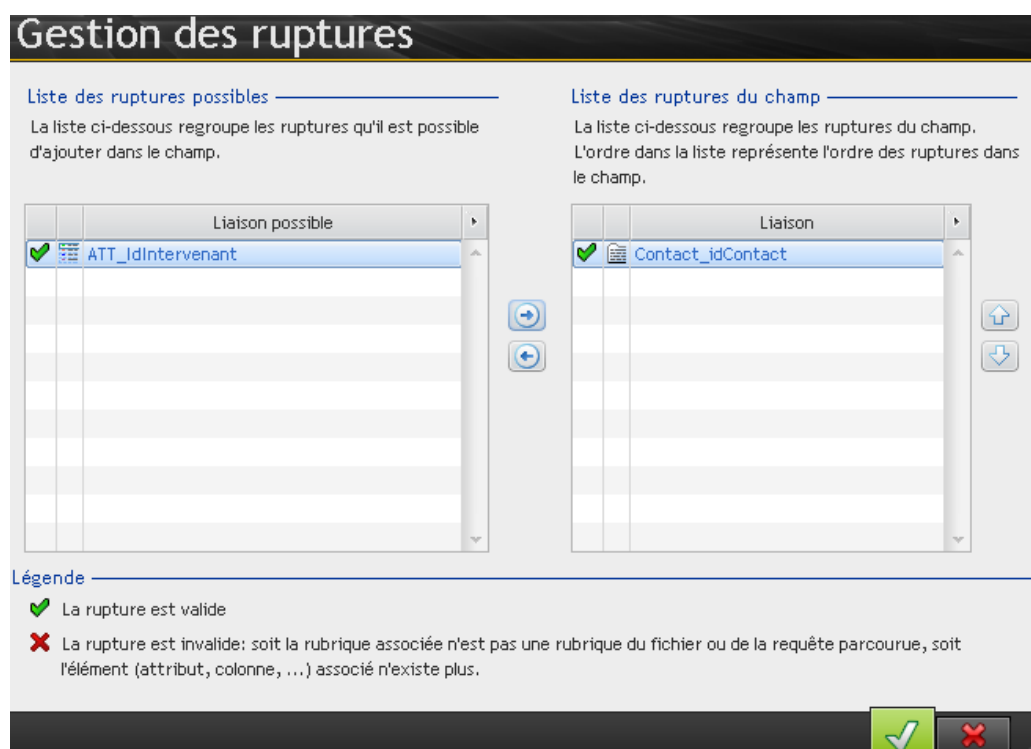 Gestion des ruptures
Liste des ruptures possibles
La liste ci-dessous regroupe les ruptures qu'il est possible
d'ajouter dans le champ.
Liaison possible
ATT_IdIntervenant
Liste des ruptures du champ
La liste ci-dessous regroupe les ruptures du champ.
L'ordre dans la liste représente l'ordre des ruptures dans
le champ.
Liaison
Contact_idContact
Légende
La rupture est valide
La rupture est invalide: soit la rubrique associée n'est pas une rubrique du fichier ou de la requête parcourue, soit
l'élément (attribut, colonne, ...) associé n'existe plus.